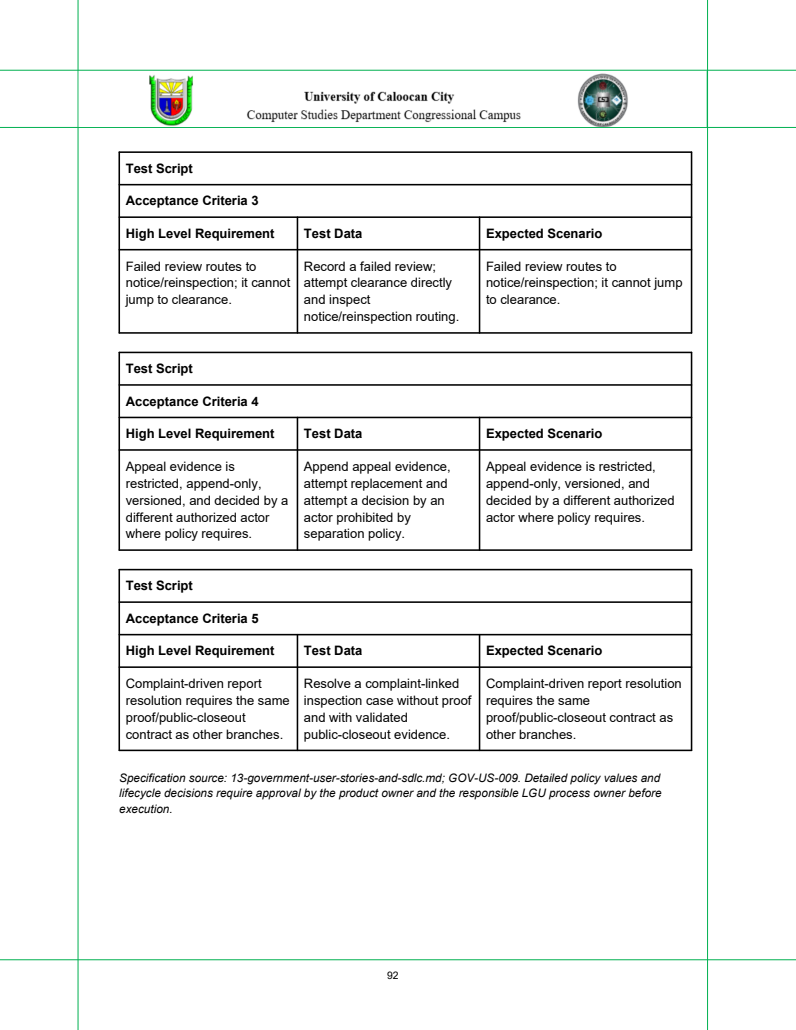 University of Caloocan City
Computer Studies Department Congressional Campus
Test Script
Acceptance Criteria 3
High Level Requirement
Test Data
Expected Scenario
Failed review routes to
notice/reinspection; it cannot
jump to clearance.
Record a failed review;
attempt clearance directly
and inspect
notice/reinspection routing.
Failed review routes to
notice/reinspection; it cannot jump
to clearance.
Test Script
Acceptance Criteria 4
High Level Requirement
Test Data
Expected Scenario
Appeal evidence is
restricted, append-only,
versioned, and decided by a
different authorized actor
where policy requires.
Append appeal evidence,
attempt replacement and
attempt a decision by an
actor prohibited by
separation policy.
Appeal evidence is restricted,
append-only, versioned, and
decided by a different authorized
actor where policy requires.
Test Script
Acceptance Criteria 5
High Level Requirement
Test Data
Expected Scenario
Complaint-driven report
resolution requires the same
proof/public-closeout
contract as other branches.
Resolve a complaint-linked
inspection case without proof
and with validated
public-closeout evidence.
Complaint-driven report resolution
requires the same
proof/public-closeout contract as
other branches.
Specification source: 13-government-user-stories-and-sdlc.md; GOV-US-009. Detailed policy values and
lifecycle decisions require approval by the product owner and the responsible LGU process owner before
execution.
92